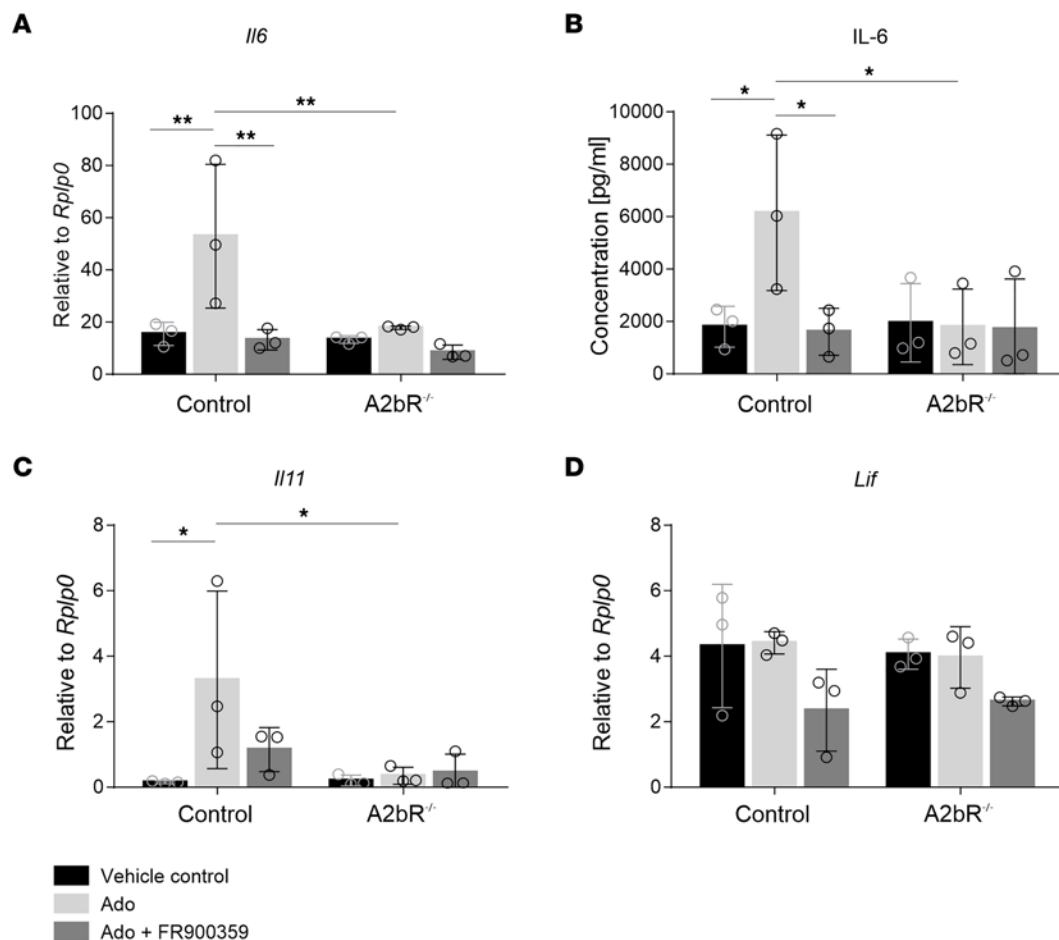 A
Il6
**
**
**
100
80
60
40
20
0
Relative to Rplp0
Control
A2bR-/-
B
IL-6
*
*
*
10000
8000
6000
4000
2000
0
Concentration [pg/ml]
Control
A2bR-/-
C
Il11
*
*
8
6
4
2
0
Relative to Rplp0
Control
A2bR-/-
D
Lif
8
6
4
2
0
Relative to Rplp0
Control
A2bR-/-
Vehicle control
Ado
Ado + FR900359